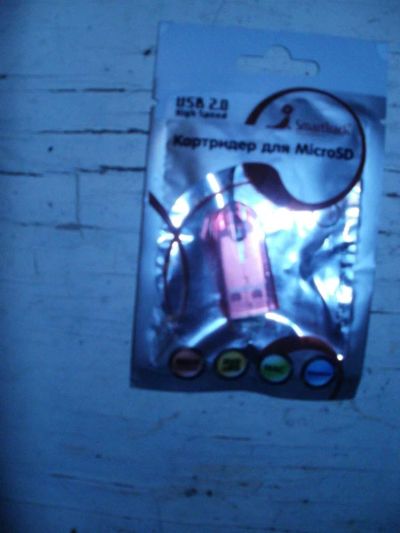 USB 2.0
High Speed
Smartbuy
Картридер для MicroSD